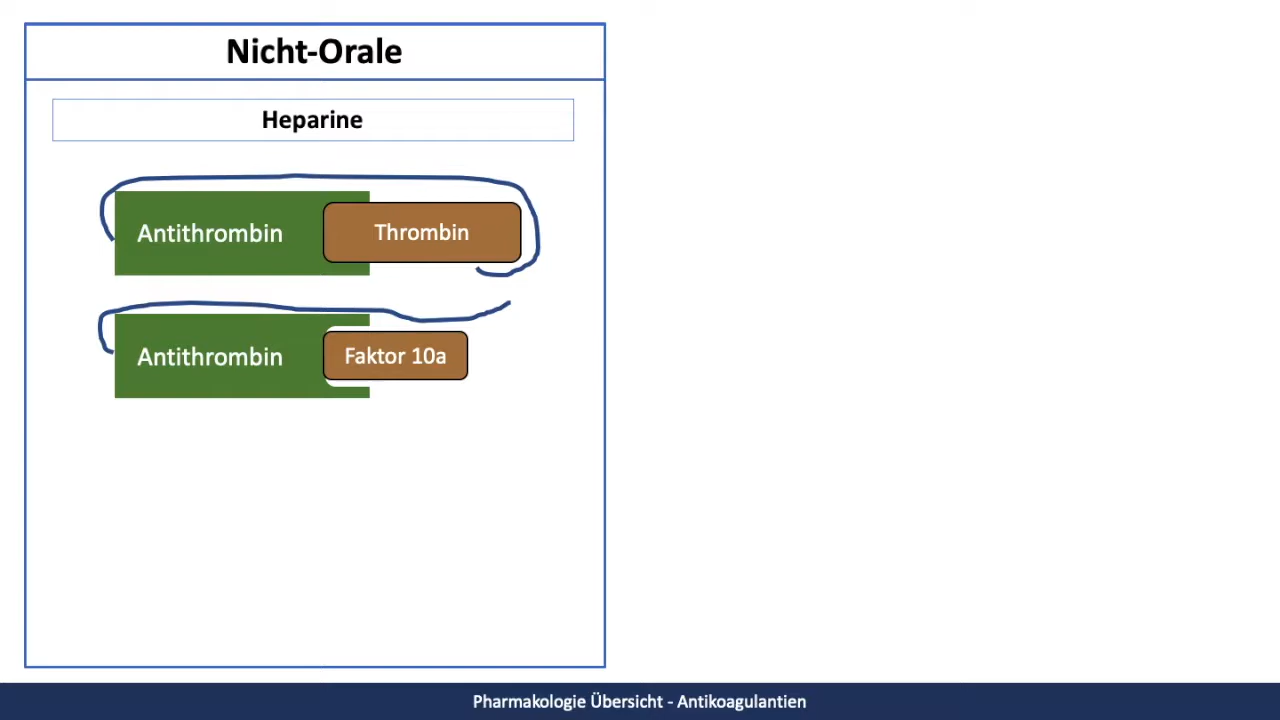 Nicht-Orale
Heparine
Antithrombin
Thrombin
Antithrombin
Faktor 10a
Pharmakologie Übersicht - Antikoagulantien